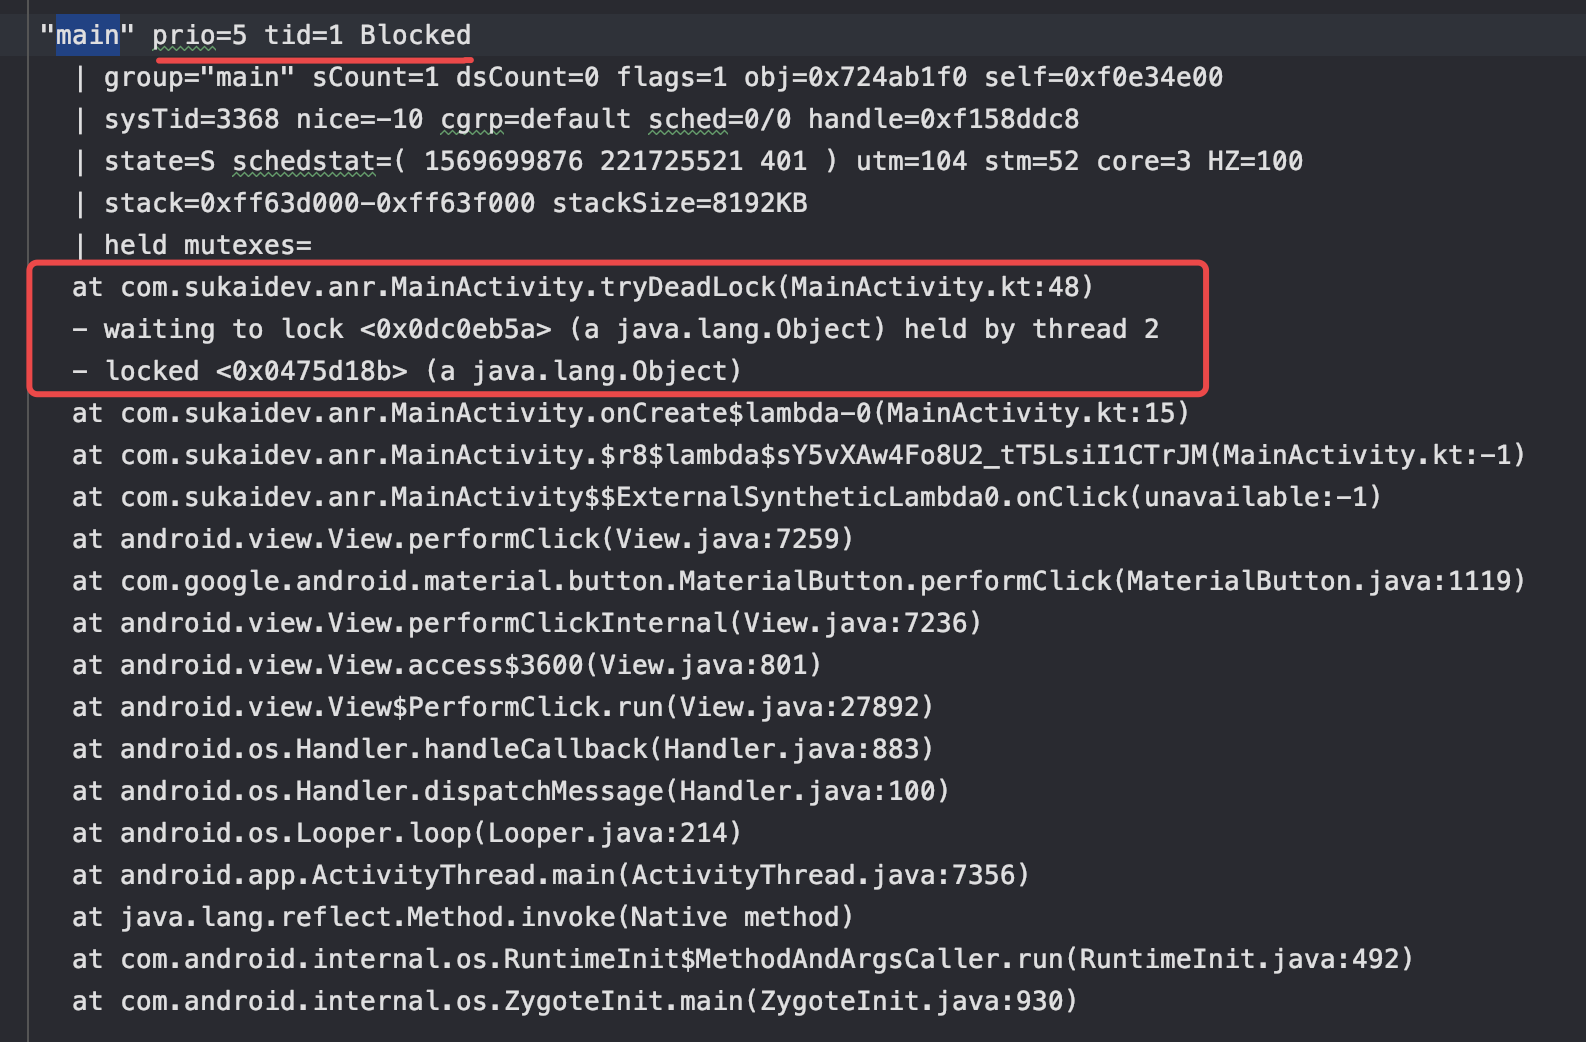 "main" prio=5 tid=1 Blocked
| group="main" sCount=1 dsCount=0 flags=1 obj=0x724ab1f0 self=0xf0e34e00
| sysTid=3368 nice=-10 cgrp=default sched=0/0 handle=0xf158ddc8
| state=S schedstat=( 1569699876 221725521 401 ) utm=104 stm=52 core=3 HZ=100
| stack=0xff63d000-0xff63f000 stackSize=8192KB
| held mutexes=
at com.sukaidev.anr.MainActivity.tryDeadLock(MainActivity.kt:48)
- waiting to lock <0x0dc0eb5a> (a java.lang.Object) held by thread 2
- locked <0x0475d18b> (a java.lang.Object)
at com.sukaidev.anr.MainActivity.onCreate$lambda-0(MainActivity.kt:15)
at com.sukaidev.anr.MainActivity.$r8$lambda$sY5vXAw4Fo8U2_tT5LsiI1CTrJM(MainActivity.kt:-1)
at com.sukaidev.anr.MainActivity$$ExternalSyntheticLambda0.onClick(unavailable:-1)
at android.view.View.performClick(View.java:7259)
at com.google.android.material.button.MaterialButton.performClick(MaterialButton.java:1119)
at android.view.View.performClickInternal(View.java:7236)
at android.view.View.access$3600(View.java:801)
at android.view.View$PerformClick.run(View.java:27892)
at android.os.Handler.handleCallback(Handler.java:883)
at android.os.Handler.dispatchMessage(Handler.java:100)
at android.os.Looper.loop(Looper.java:214)
at android.app.ActivityThread.main(ActivityThread.java:7356)
at java.lang.reflect.Method.invoke(Native method)
at com.android.internal.os.RuntimeInit$MethodAndArgsCaller.run(RuntimeInit.java:492)
at com.android.internal.os.ZygoteInit.main(ZygoteInit.java:930)